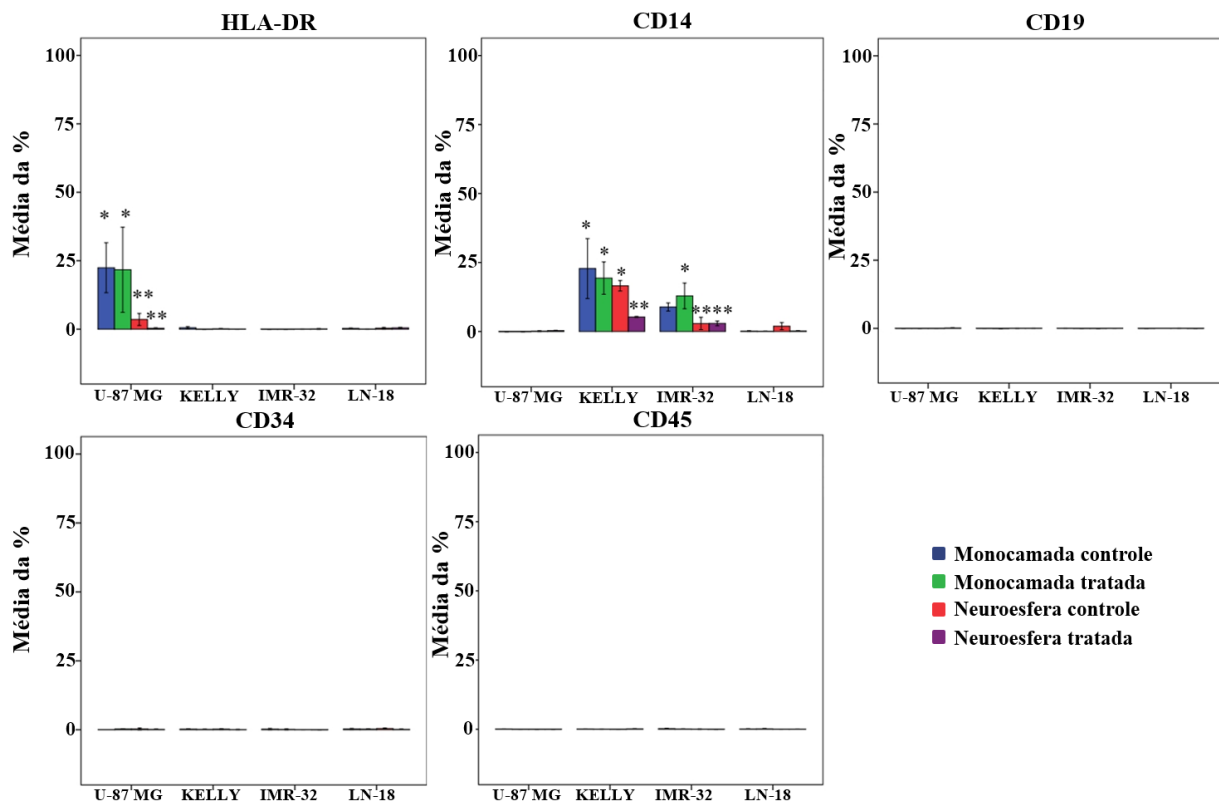 HLA-DR
CD14
CD19
100
75
50
25
0
Média da %
* * ** **
U-87 MG KELLY IMR-32 LN-18
100
75
50
25
0
Média da %
* * * ** * ****
U-87 MG KELLY IMR-32 LN-18
100
75
50
25
0
Média da %
U-87 MG KELLY IMR-32 LN-18
CD34
CD45
100
75
50
25
0
Média da %
U-87 MG KELLY IMR-32 LN-18
100
75
50
25
0
Média da %
U-87 MG KELLY IMR-32 LN-18
Monocamada controle
Monocamada tratada
Neuroesfera controle
Neuroesfera tratada